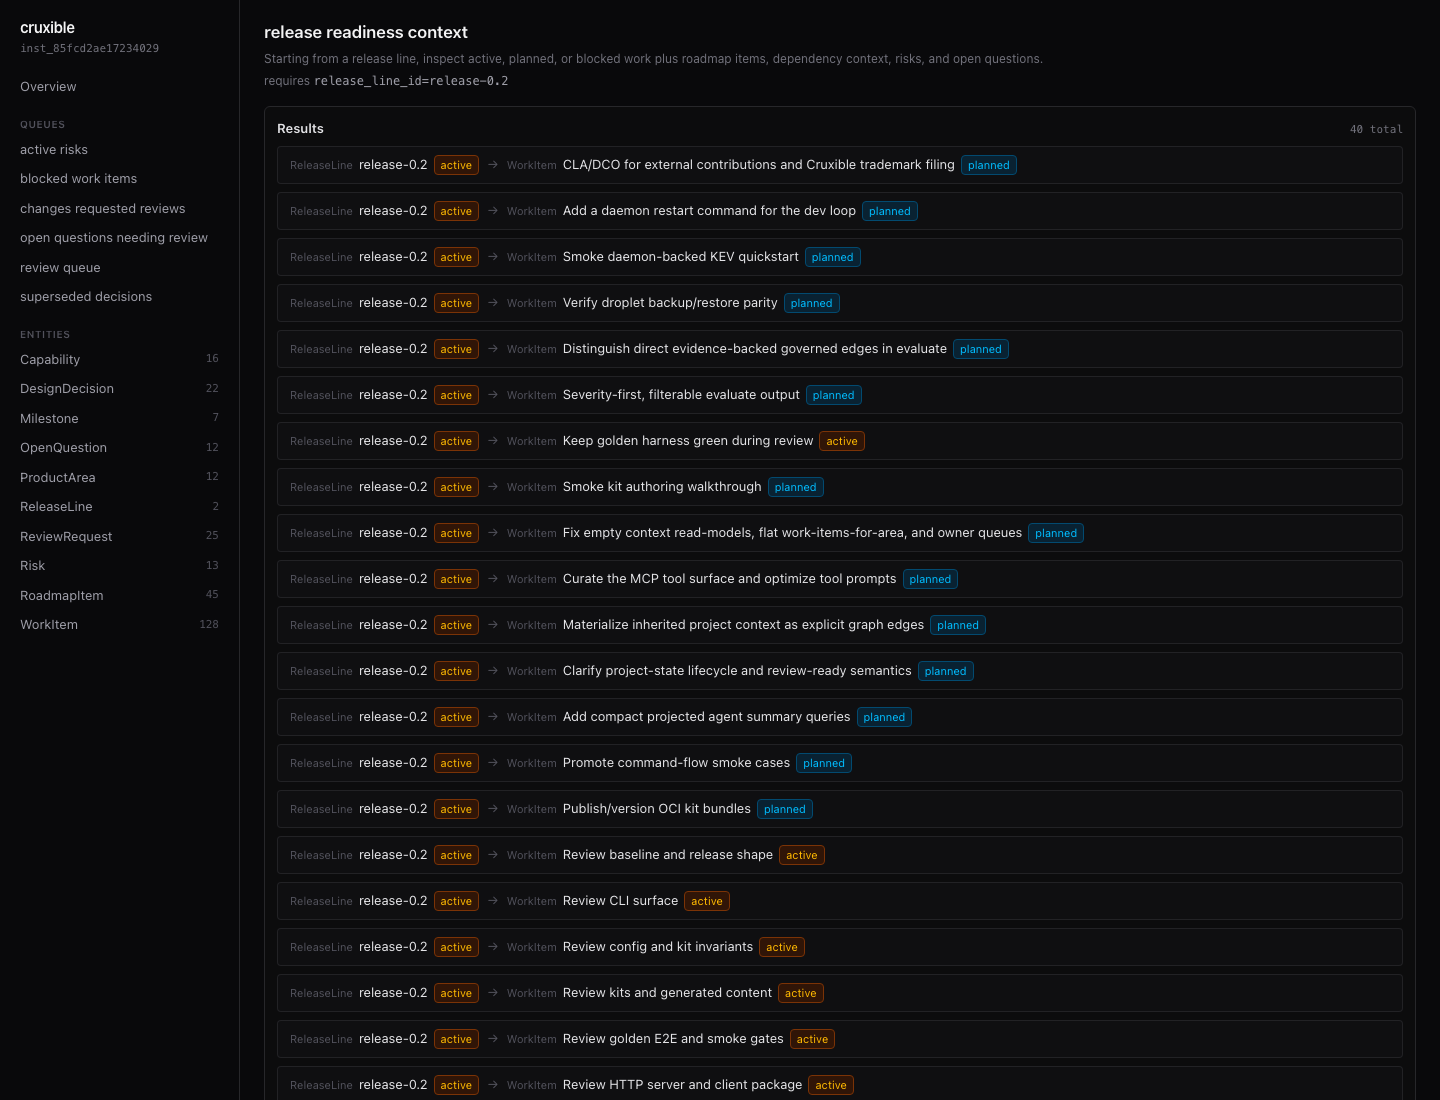 cruxible
inst_85fcd2ae17234029
Overview
QUEUES
active risks
blocked work items
changes requested reviews
open questions needing review
review queue
superseded decisions
ENTITIES
Capability 16
DesignDecision 22
Milestone 7
OpenQuestion 12
ProductArea 12
ReleaseLine 2
ReviewRequest 25
Risk 13
RoadmapItem 45
WorkItem 128
release readiness context
Starting from a release line, inspect active, planned, or blocked work plus roadmap items, dependency context, risks, and open questions.
requires release_line_id=release-0.2
Results 40 total
ReleaseLine release-0.2 active → WorkItem CLA/DCO for external contributions and Cruxible trademark filing planned
ReleaseLine release-0.2 active → WorkItem Add a daemon restart command for the dev loop planned
ReleaseLine release-0.2 active → WorkItem Smoke daemon-backed KEV quickstart planned
ReleaseLine release-0.2 active → WorkItem Verify droplet backup/restore parity planned
ReleaseLine release-0.2 active → WorkItem Distinguish direct evidence-backed governed edges in evaluate planned
ReleaseLine release-0.2 active → WorkItem Severity-first, filterable evaluate output planned
ReleaseLine release-0.2 active → WorkItem Keep golden harness green during review active
ReleaseLine release-0.2 active → WorkItem Smoke kit authoring walkthrough planned
ReleaseLine release-0.2 active → WorkItem Fix empty context read-models, flat work-items-for-area, and owner queues planned
ReleaseLine release-0.2 active → WorkItem Curate the MCP tool surface and optimize tool prompts planned
ReleaseLine release-0.2 active → WorkItem Materialize inherited project context as explicit graph edges planned
ReleaseLine release-0.2 active → WorkItem Clarify project-state lifecycle and review-ready semantics planned
ReleaseLine release-0.2 active → WorkItem Add compact projected agent summary queries planned
ReleaseLine release-0.2 active → WorkItem Promote command-flow smoke cases planned
ReleaseLine release-0.2 active → WorkItem Publish/version OCI kit bundles planned
ReleaseLine release-0.2 active → WorkItem Review baseline and release shape active
ReleaseLine release-0.2 active → WorkItem Review CLI surface active
ReleaseLine release-0.2 active → WorkItem Review config and kit invariants active
ReleaseLine release-0.2 active → WorkItem Review kits and generated content active
ReleaseLine release-0.2 active → WorkItem Review golden E2E and smoke gates active
ReleaseLine release-0.2 active → WorkItem Review HTTP server and client package active